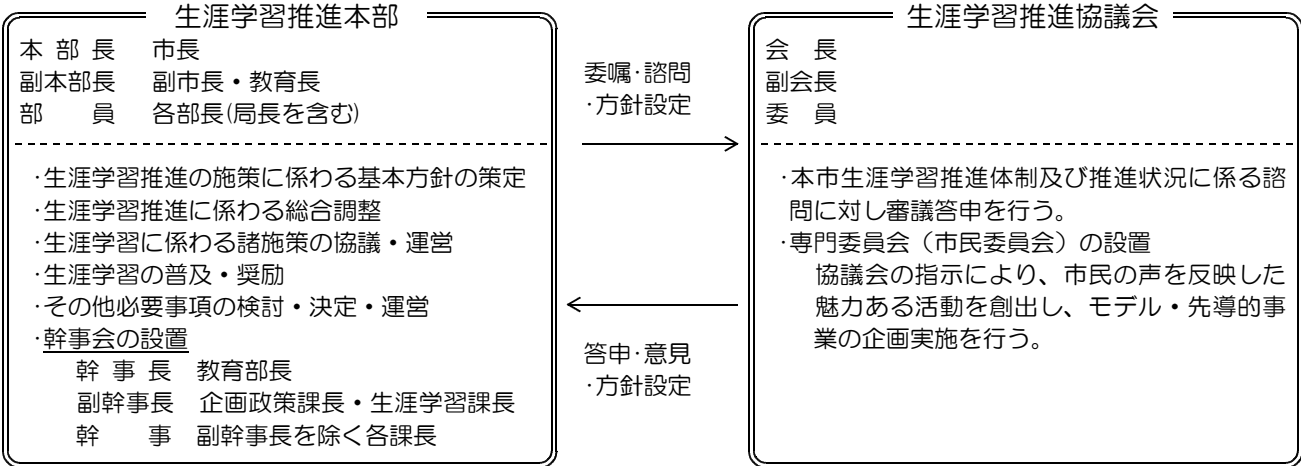 生涯学習推進本部
本部長 市長
副本部長 副市長・教育長
部員 各部長(局長を含む)
・生涯学習推進の施策に係わる基本方針の策定
・生涯学習推進に係わる総合調整
・生涯学習に係わる諸施策の協議・運営
・生涯学習の普及・奨励
・その他必要事項の検討・決定・運営
・幹事会の設置
幹事長 教育部長
副幹事長 企画政策課長・生涯学習課長
幹事 副幹事長を除く各課長
委嘱・諮問
・方針設定
答申・意見
・方針設定
生涯学習推進協議会
会長
副会長
委員
・本市生涯学習推進体制及び推進状況に係る諮
問に対し審議答申を行う。
・専門委員会（市民委員会）の設置
協議会の指示により、市民の声を反映した
魅力ある活動を創出し、モデル・先導的事
業の企画実施を行う。